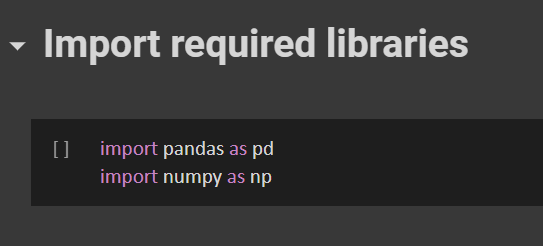 Import required libraries
[ ] import pandas as pd
import numpy as np